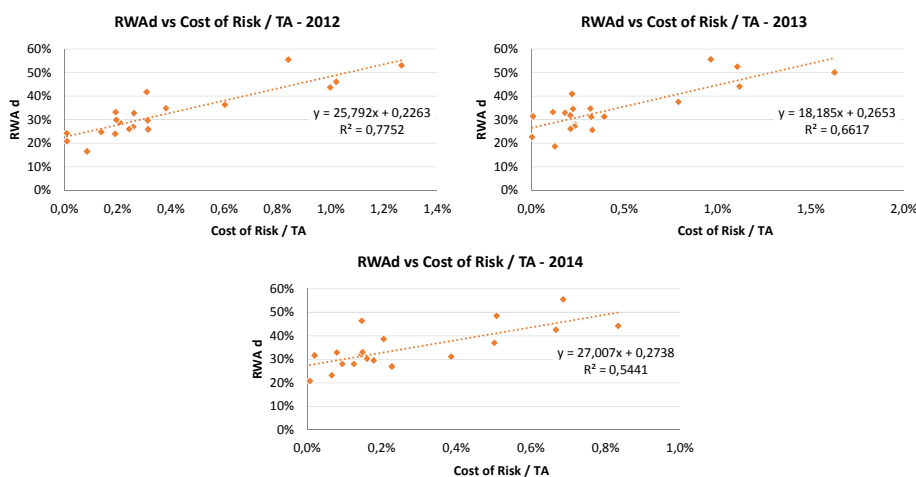 RWAd vs Cost of Risk / TA - 2012
60%
50%
40%
30%
20%
10%
0%
RWA d
y = 25,792x + 0,2263
R² = 0,7752
0,0% 0,2% 0,4% 0,6% 0,8% 1,0% 1,2% 1,4%
Cost of Risk / TA
RWAd vs Cost of Risk / TA - 2013
60%
50%
40%
30%
20%
10%
0%
RWA d
y = 18,185x + 0,2653
R² = 0,6617
0,0% 0,5% 1,0% 1,5% 2,0%
Cost of Risk / TA
RWAd vs Cost of Risk / TA - 2014
60%
50%
40%
30%
20%
10%
0%
RWA d
y = 27,007x + 0,2738
R² = 0,5441
0,0% 0,2% 0,4% 0,6% 0,8% 1,0%
Cost of Risk / TA